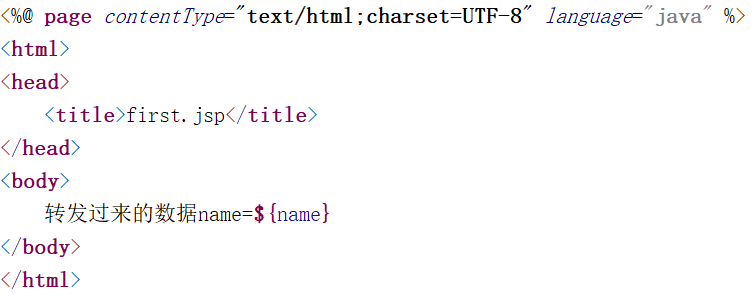 <%@ page contentType="text/html;charset=UTF-8" language="java" %>
<html>
<head>
    <title>first.jsp</title>
</head>
<body>
    转发过来的数据name=${name}
</body>
</html>